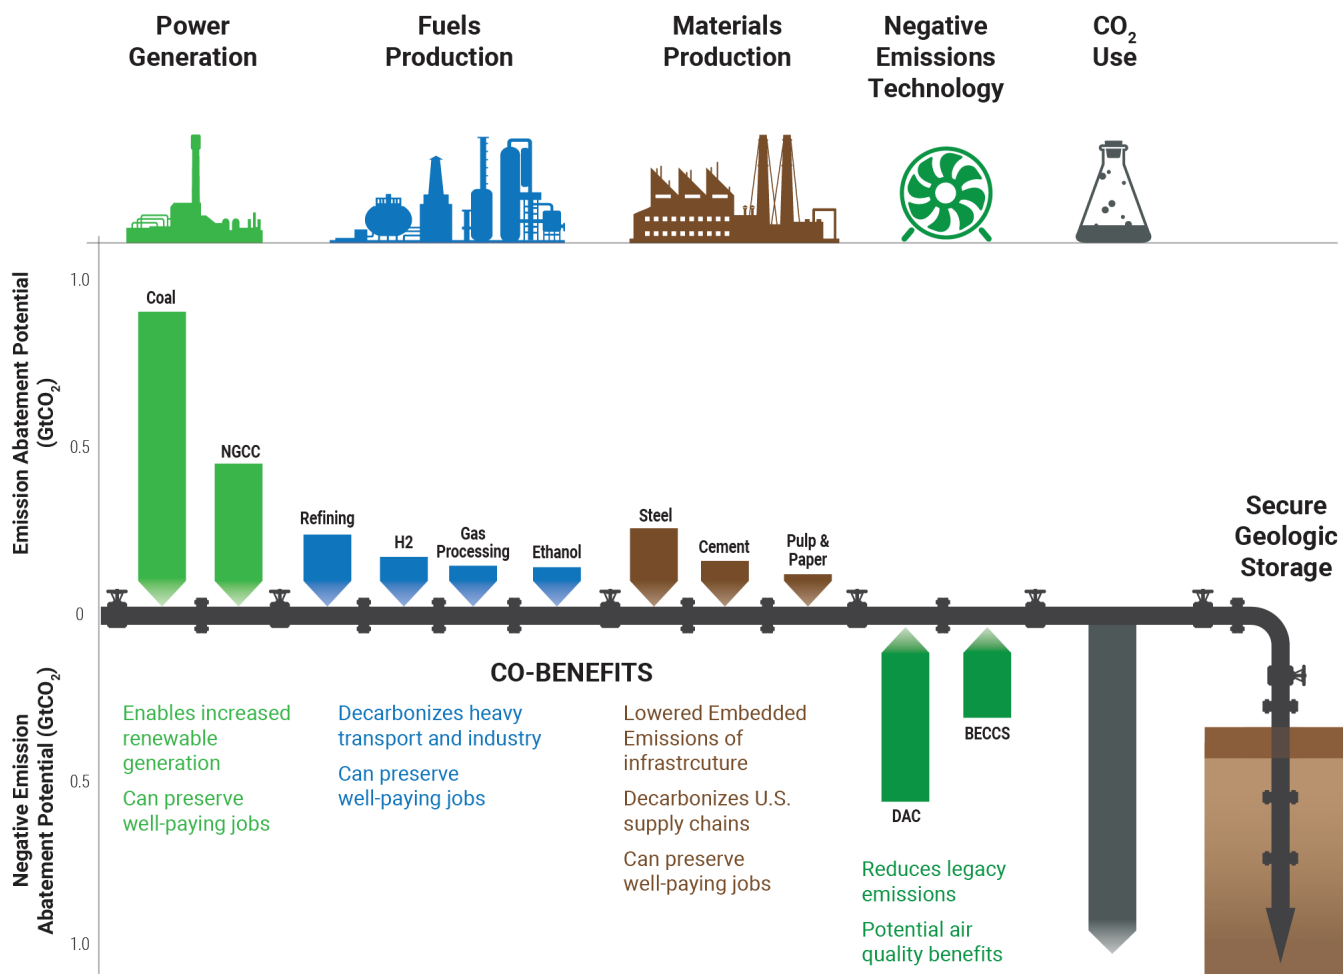 Power
Generation
Fuels
Production
Materials
Production
Negative
Emissions
Technology
CO₂
Use
Emission Abatement Potential
(GtCO₂)
1.0
0.5
0
Coal
NGCC
Refining
H2
Gas
Processing
Ethanol
Steel
Cement
Pulp &
Paper
Secure
Geologic
Storage
Negative Emission
Abatement Potential (GtCO₂)
0.5
1.0
CO-BENEFITS
Enables increased
renewable
generation
Can preserve
well-paying jobs
Decarbonizes heavy
transport and industry
Can preserve
well-paying jobs
Lowered Embedded
Emissions of
infrastrcuture
Decarbonizes U.S.
supply chains
Can preserve
well-paying jobs
DAC
BECCS
Reduces legacy
emissions
Potential air
quality benefits